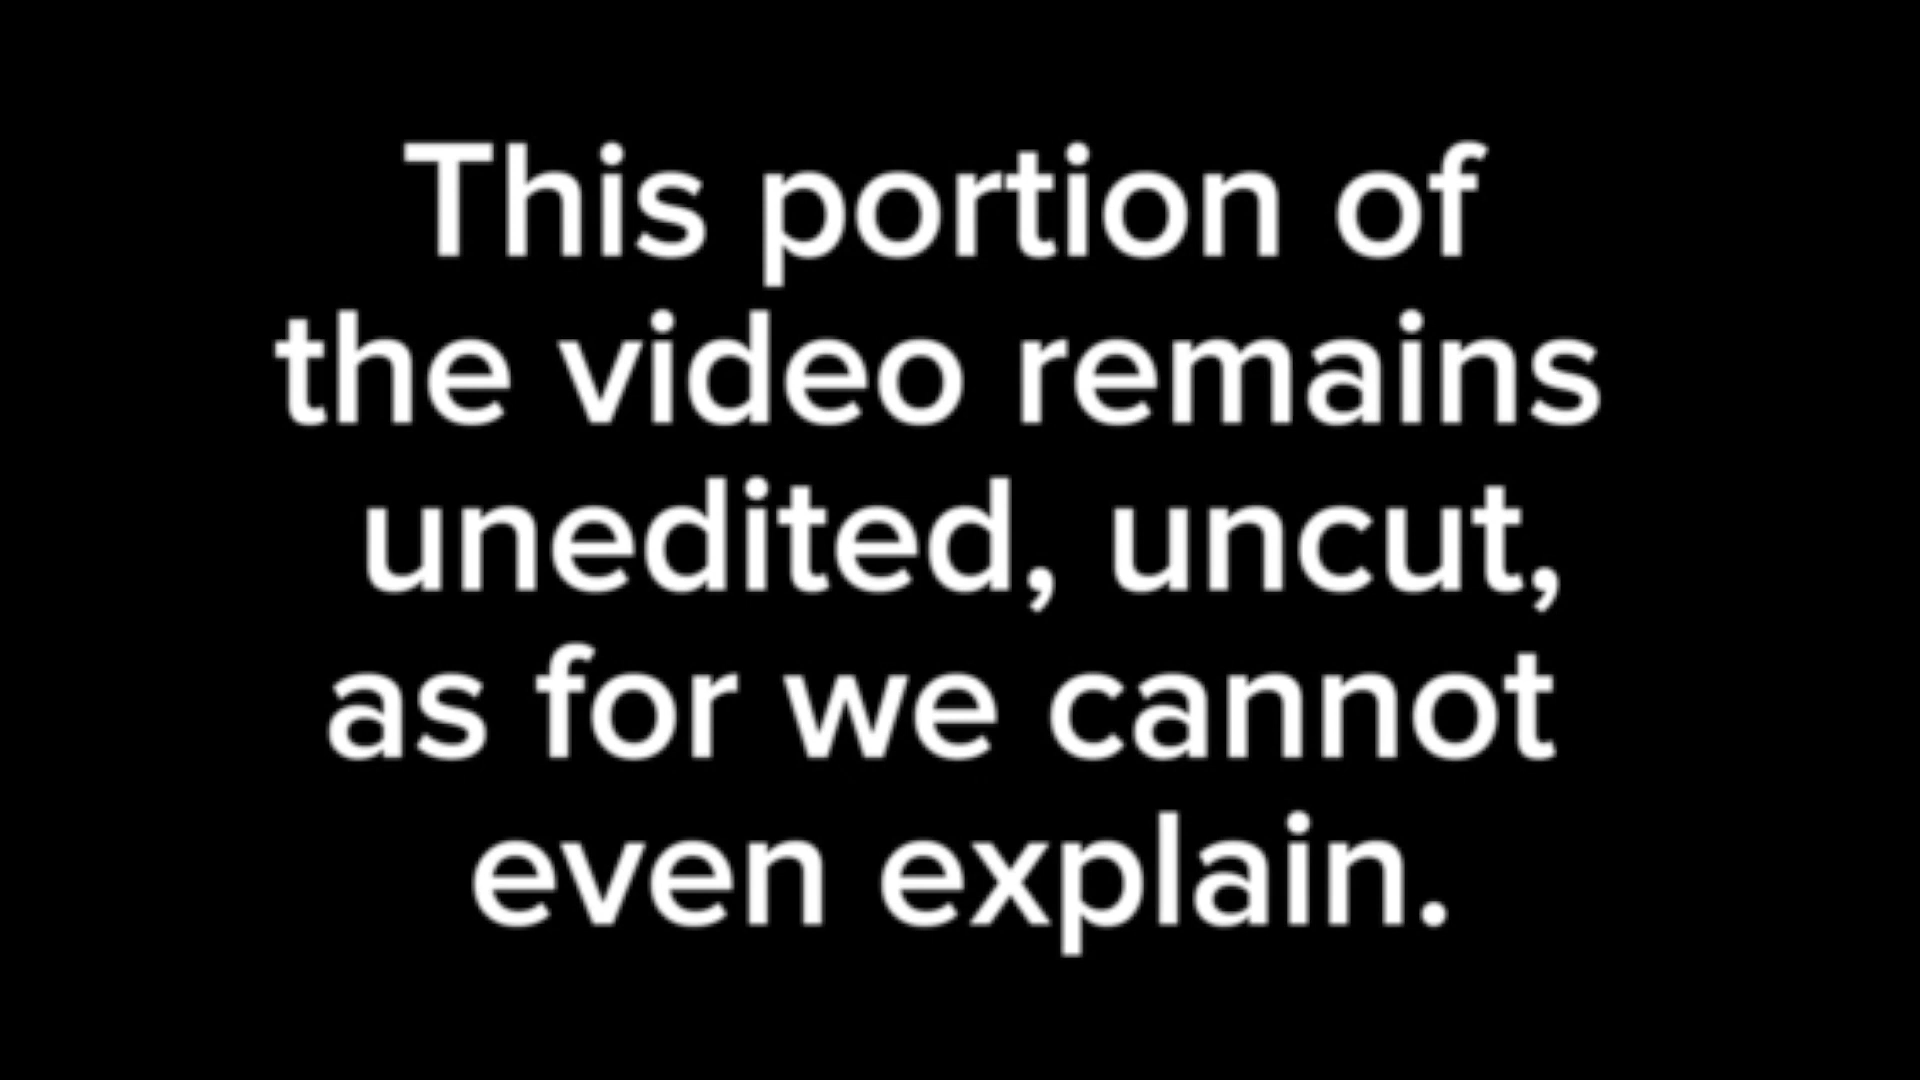 This portion of
the video remains
unedited, uncut,
as for we cannot
even explain.